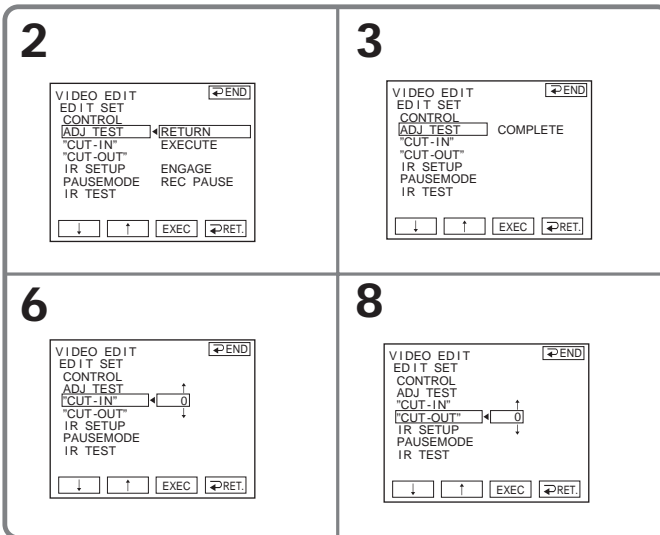 2
VIDEO EDIT ⮌END
EDIT SET
CONTROL
ADJ TEST ◂RETURN
"CUT-IN" EXECUTE
"CUT-OUT"
IR SETUP ENGAGE
PAUSEMODE REC PAUSE
IR TEST
↓ ↑ EXEC ⮌RET.
3
VIDEO EDIT ⮌END
EDIT SET
CONTROL
ADJ TEST COMPLETE
"CUT-IN"
"CUT-OUT"
IR SETUP
PAUSEMODE
IR TEST
↓ ↑ EXEC ⮌RET.
6
VIDEO EDIT ⮌END
EDIT SET
CONTROL
ADJ TEST ↑
"CUT-IN" ◂ 0
"CUT-OUT" ↓
IR SETUP
PAUSEMODE
IR TEST
↓ ↑ EXEC ⮌RET.
8
VIDEO EDIT ⮌END
EDIT SET
CONTROL
ADJ TEST
"CUT-IN" ↑
"CUT-OUT" ◂ 0
IR SETUP ↓
PAUSEMODE
IR TEST
↓ ↑ EXEC ⮌RET.